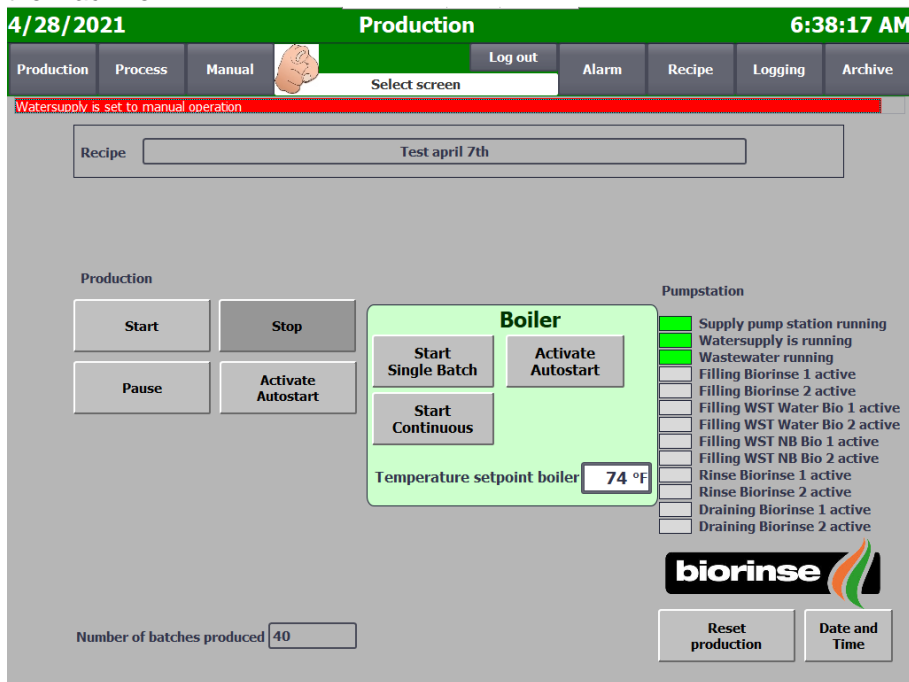 4/28/2021
Production
6:38:17 AM
Production
Process
Manual
Log out
Select screen
Alarm
Recipe
Logging
Archive
Watersupply is set to manual operation
Recipe
Test april 7th
Production
Start
Stop
Pause
Activate
Autostart
Boiler
Start
Single Batch
Activate
Autostart
Start
Continuous
Temperature setpoint boiler 74 °F
Pumpstation
Supply pump station running
Watersupply is running
Wastewater running
Filling Biorinse 1 active
Filling Biorinse 2 active
Filling WST Water Bio 1 active
Filling WST Water Bio 2 active
Filling WST NB Bio 1 active
Filling WST NB Bio 2 active
Rinse Biorinse 1 active
Rinse Biorinse 2 active
Draining Biorinse 1 active
Draining Biorinse 2 active
biorinse
Number of batches produced 40
Reset
production
Date and
Time